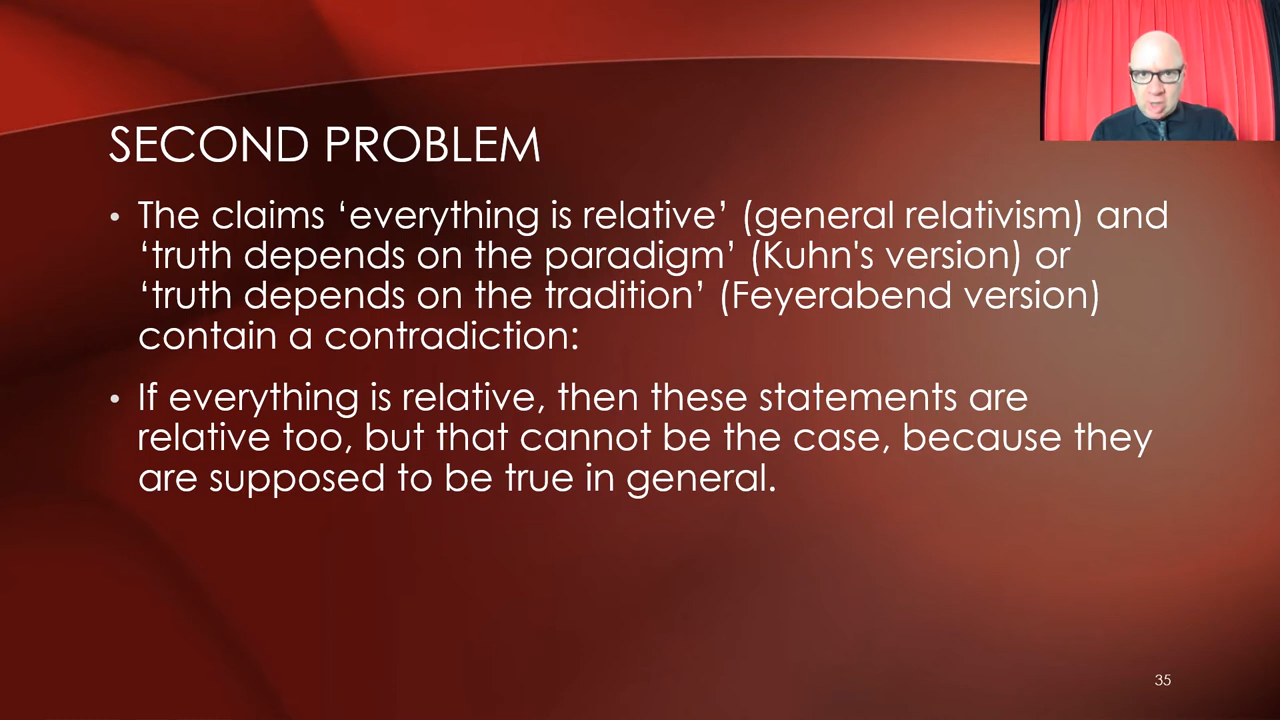 SECOND PROBLEM
• The claims ‘everything is relative’ (general relativism) and
‘truth depends on the paradigm’ (Kuhn's version) or
‘truth depends on the tradition’ (Feyerabend version)
contain a contradiction:
• If everything is relative, then these statements are
relative too, but that cannot be the case, because they
are supposed to be true in general.
35